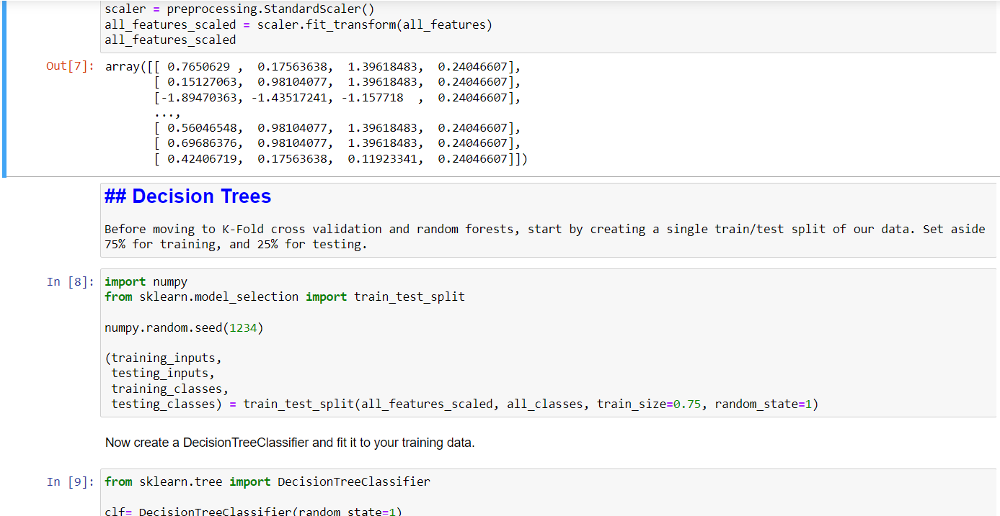 scaler = preprocessing.StandardScaler()
all_features_scaled = scaler.fit_transform(all_features)
all_features_scaled
Out[7]: array([[ 0.7650629 ,  0.17563638,  1.39618483,  0.24046607],
       [ 0.15127063,  0.98104077,  1.39618483,  0.24046607],
       [-1.89470363, -1.43517241, -1.157718  ,  0.24046607],
       ...,
       [ 0.56046548,  0.98104077,  1.39618483,  0.24046607],
       [ 0.69686376,  0.98104077,  1.39618483,  0.24046607],
       [ 0.42406719,  0.17563638,  0.11923341,  0.24046607]])
## Decision Trees
Before moving to K-Fold cross validation and random forests, start by creating a single train/test split of our data. Set aside
75% for training, and 25% for testing.
In [8]: import numpy
from sklearn.model_selection import train_test_split
numpy.random.seed(1234)
(training_inputs,
 testing_inputs,
 training_classes,
 testing_classes) = train_test_split(all_features_scaled, all_classes, train_size=0.75, random_state=1)
Now create a DecisionTreeClassifier and fit it to your training data.
In [9]: from sklearn.tree import DecisionTreeClassifier
clf= DecisionTreeClassifier(random_state=1)